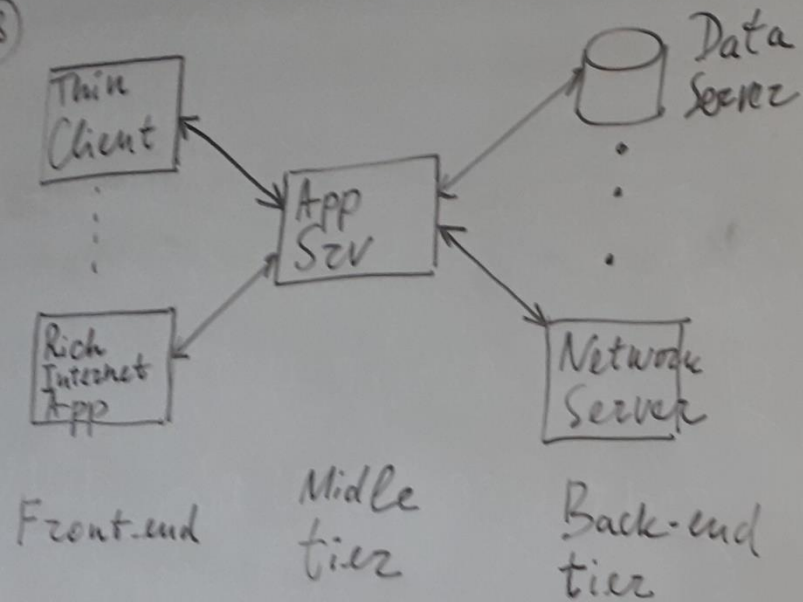 Thin
Client
App
Srv
Data
Server
Rich
Internet
App
Network
Server
Front-end
Midle
tier
Back-end
tier